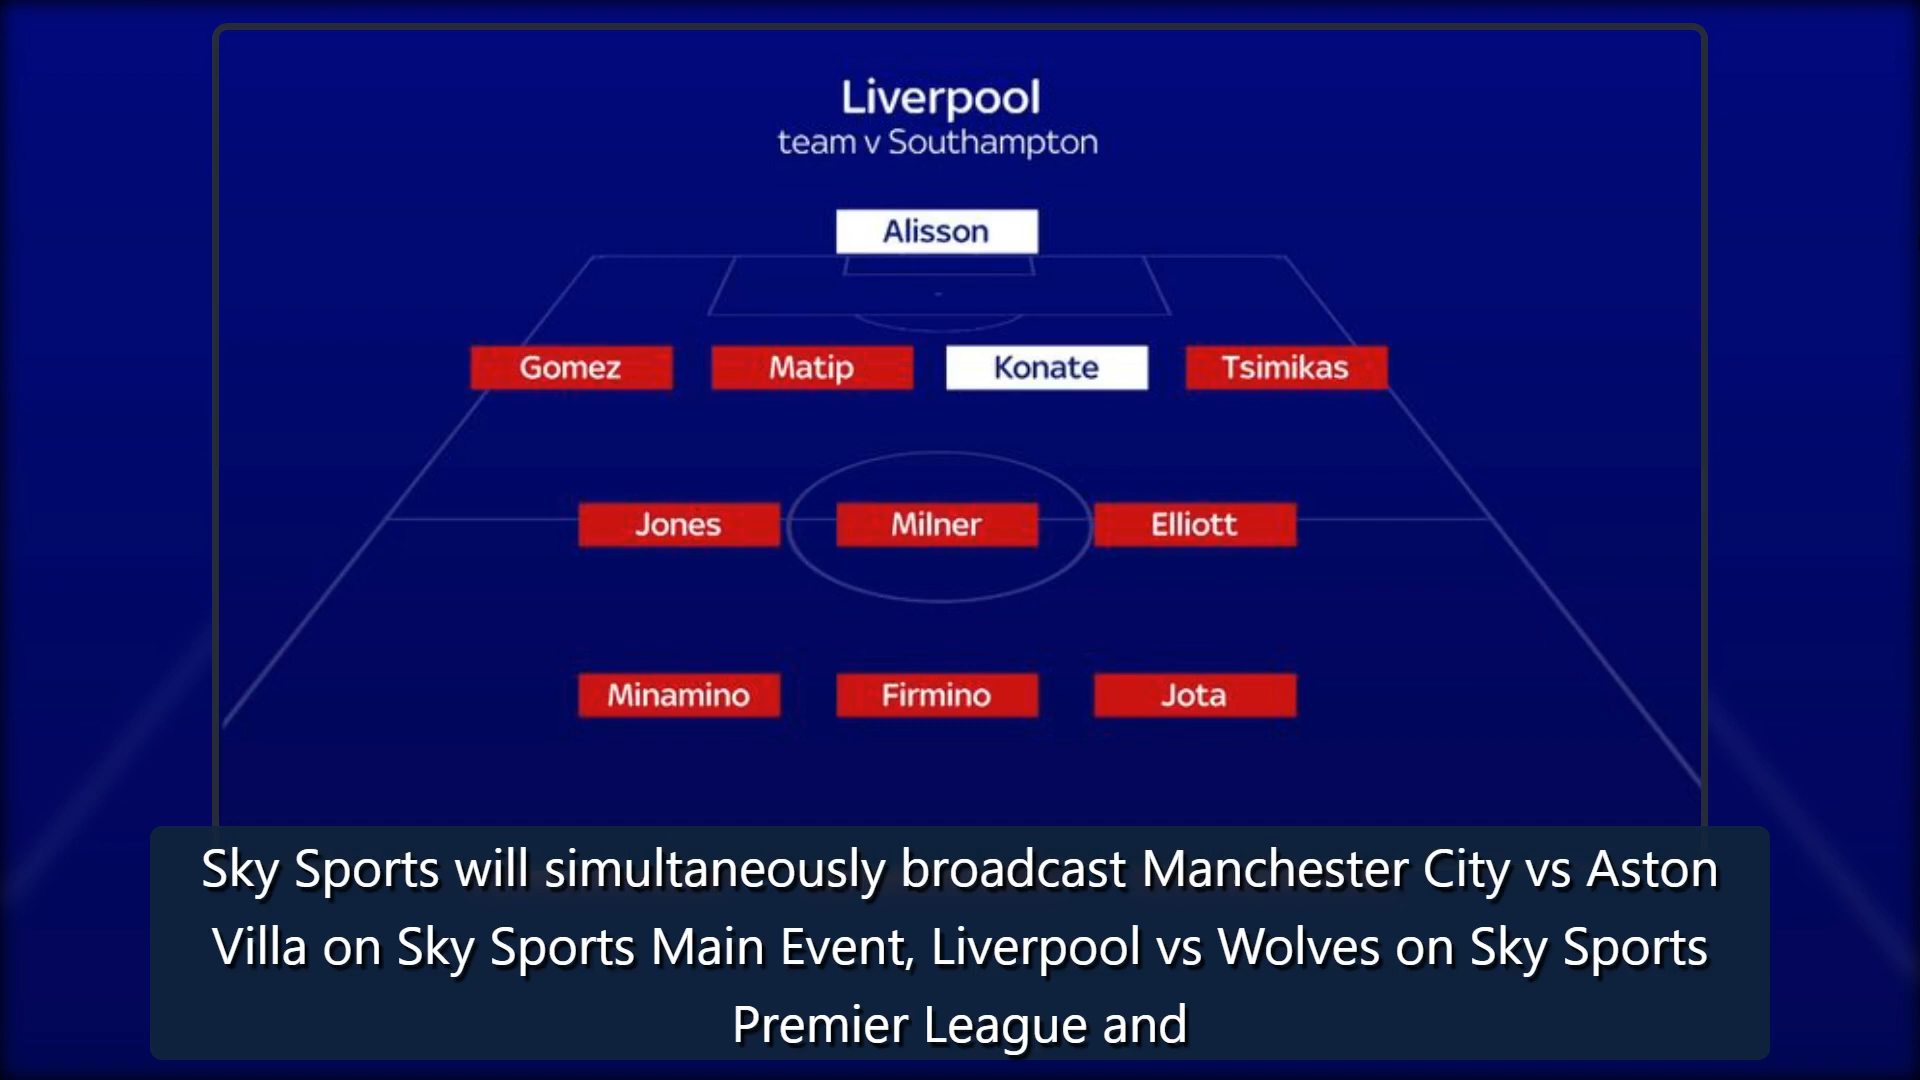 Liverpool
team v Southampton
Alisson
Gomez Matip Konate Tsimikas
Jones Milner Elliott
Minamino Firmino Jota
Sky Sports will simultaneously broadcast Manchester City vs Aston
Villa on Sky Sports Main Event, Liverpool vs Wolves on Sky Sports
Premier League and